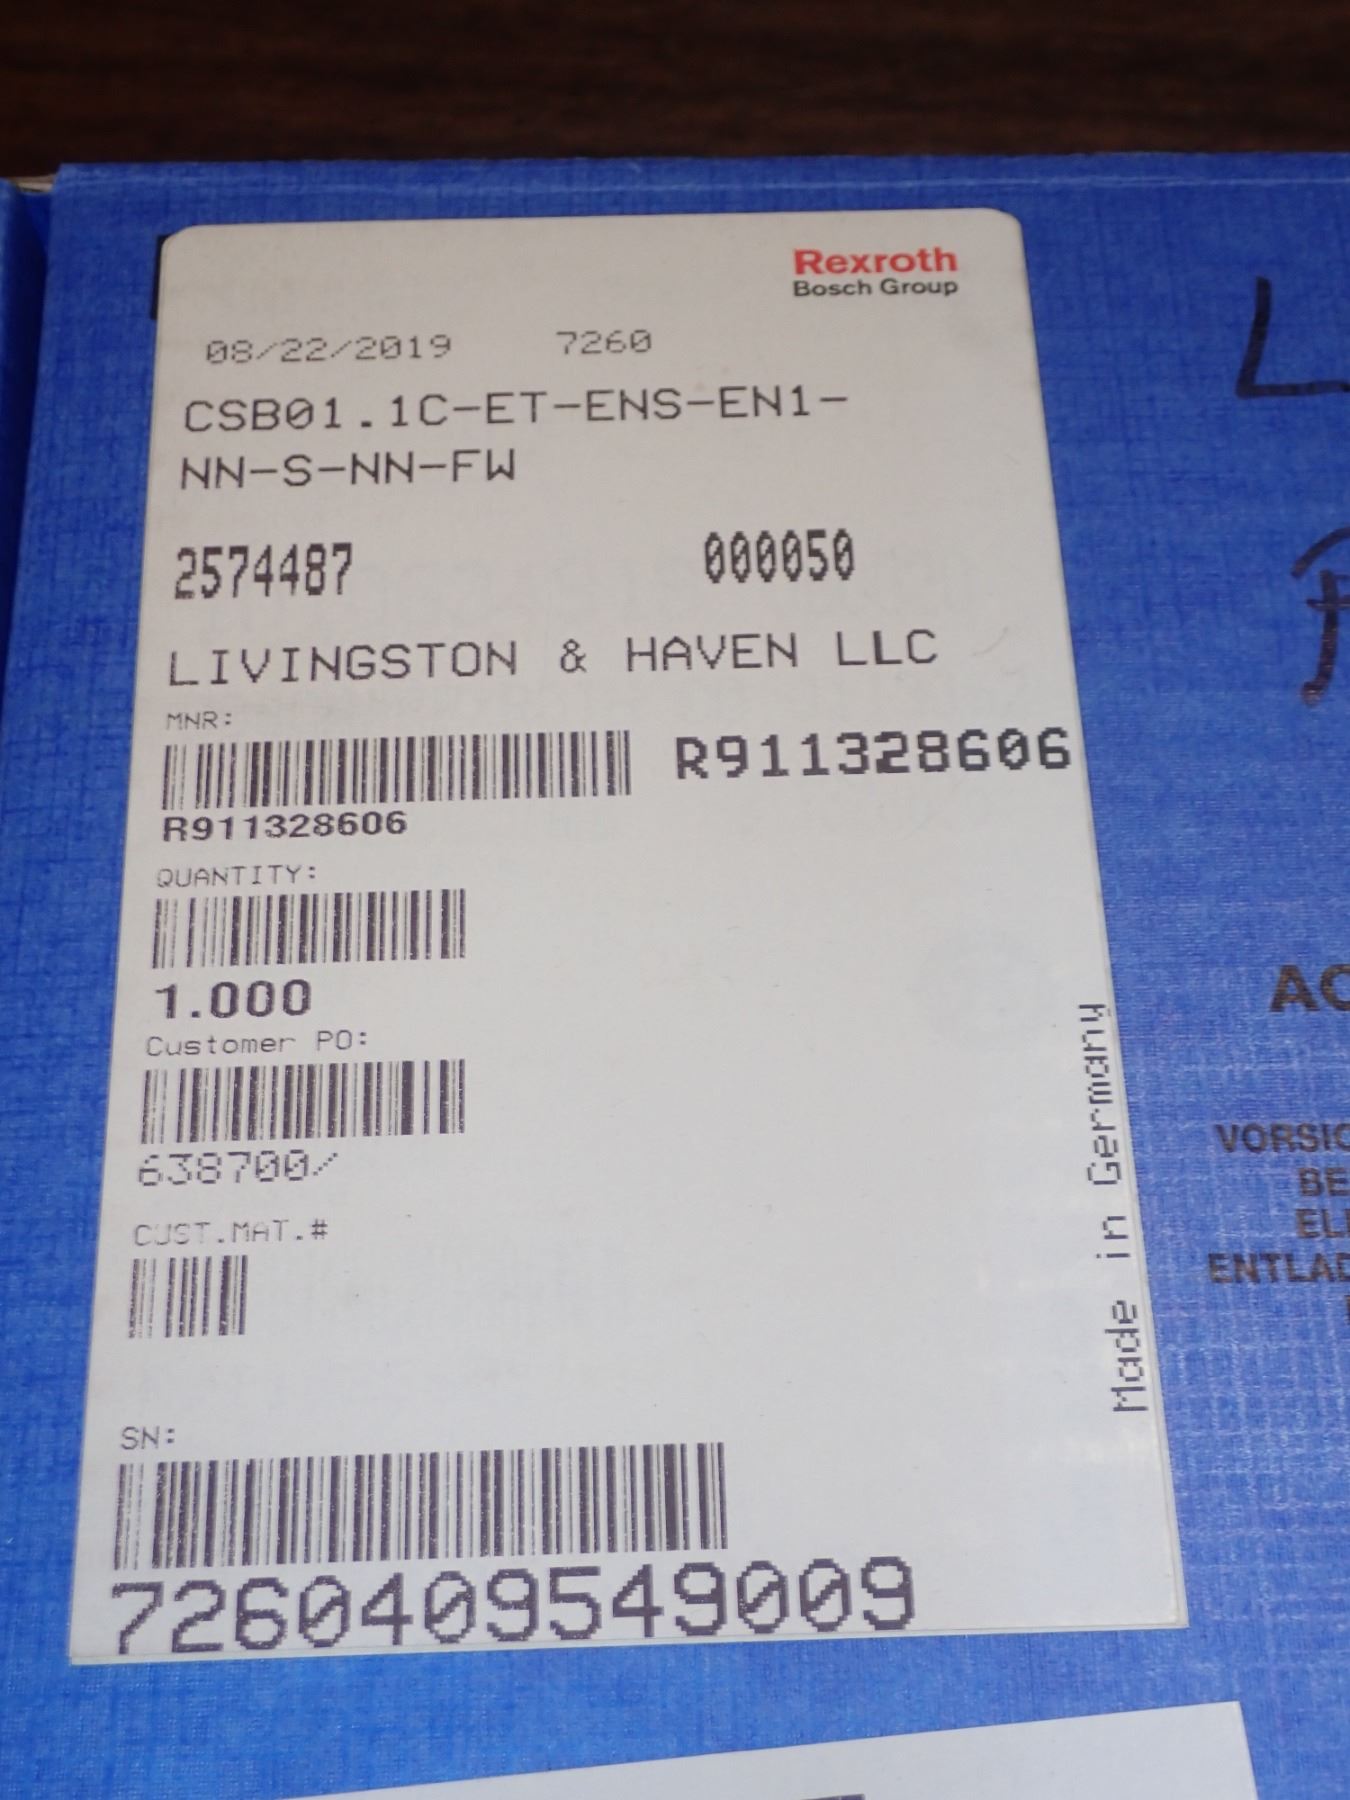 Rexroth
Bosch Group
08/22/2019 7260
CSB01.1C-ET-ENS-EN1-
NN-S-NN-FW
2574487 000050
LIVINGSTON & HAVEN LLC
MNR:
R911328606
R911328606
QUANTITY:
1.000
Customer PO:
638700/
CUST.MAT.#
SN:
7260409549009
Made in Germany